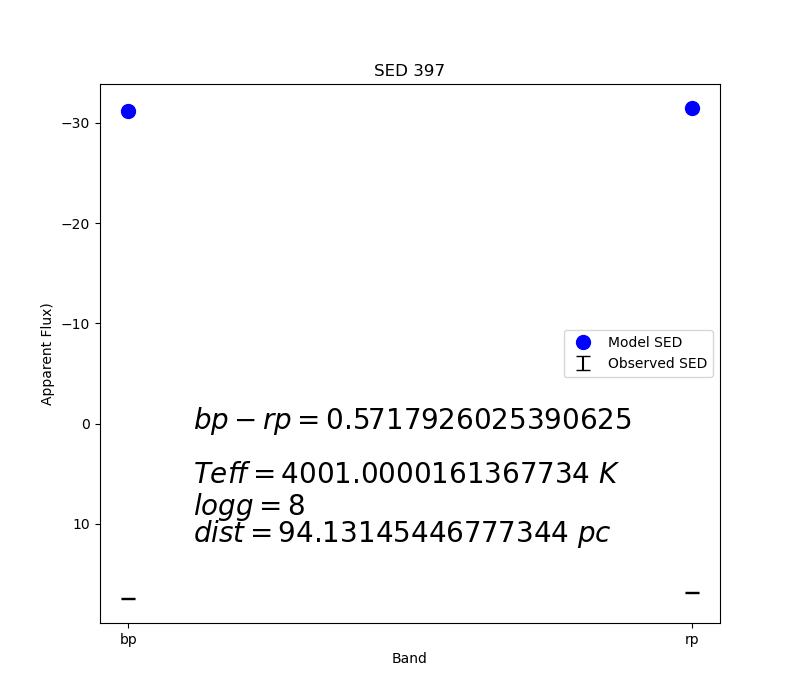 SED 397
−30
−20
−10
0
10
Apparent Flux)
Model SED
Observed SED
bp − rp = 0.5717926025390625
Teff = 4001.0000161367734 K
logg = 8
dist = 94.13145446777344 pc
bp
rp
Band